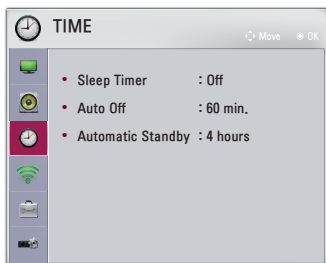 TIME
Move OK
• Sleep Timer : Off
• Auto Off : 60 min.
• Automatic Standby : 4 hours